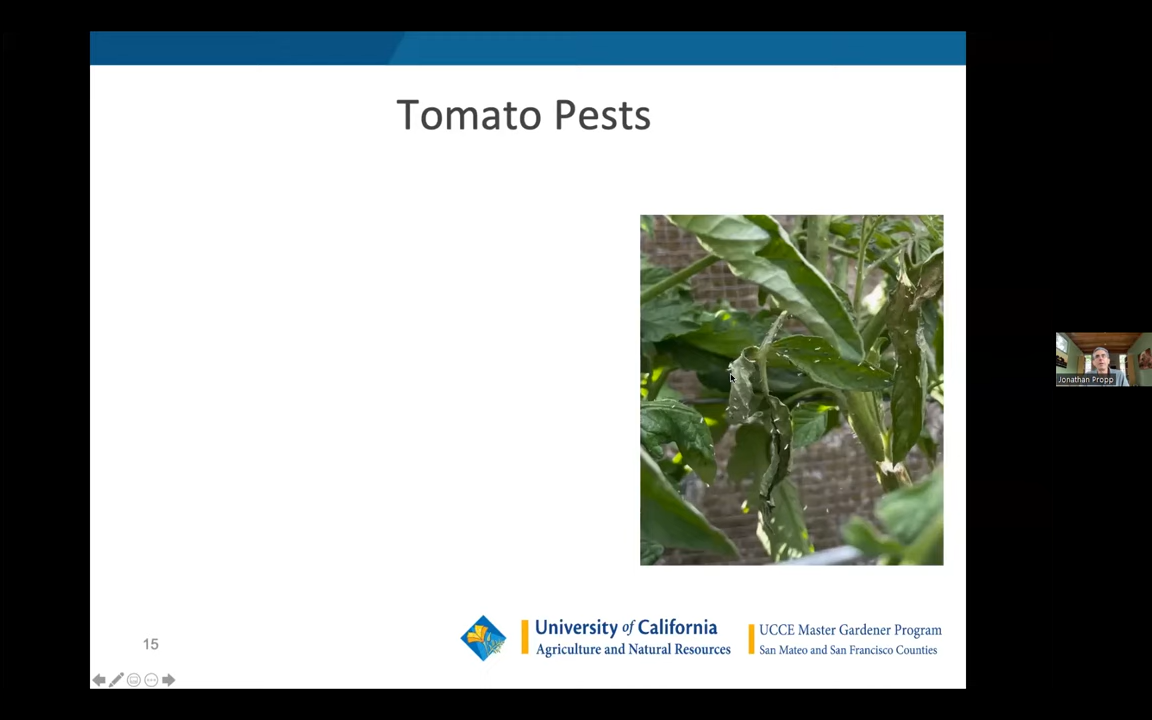 Tomato Pests
Jonathan Propp
15
University of California
Agriculture and Natural Resources
UCCE Master Gardener Program
San Mateo and San Francisco Counties